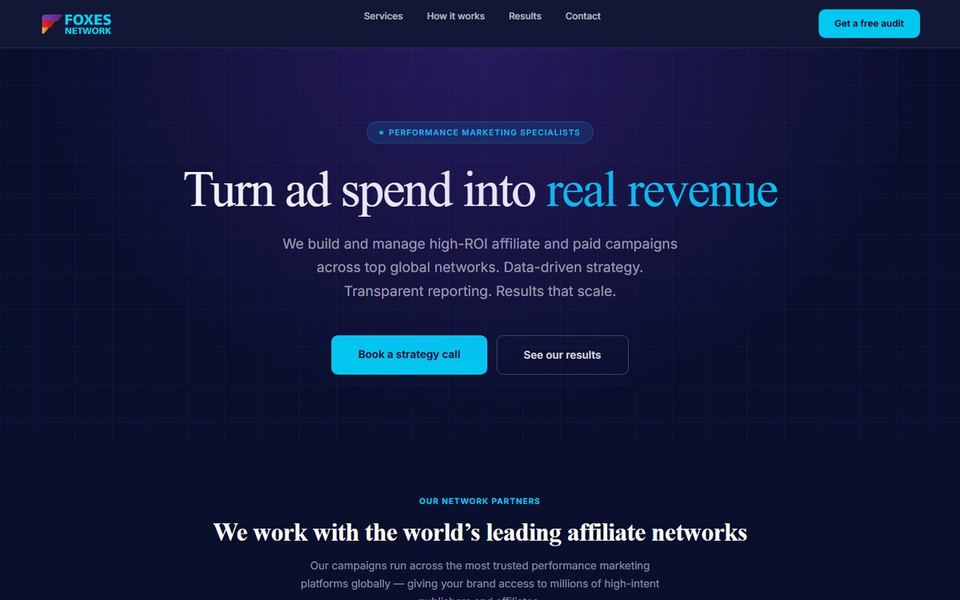 FOXES
NETWORK
Services
How it works
Results
Contact
Get a free audit
PERFORMANCE MARKETING SPECIALISTS
Turn ad spend into real revenue
We build and manage high-ROI affiliate and paid campaigns
across top global networks. Data-driven strategy.
Transparent reporting. Results that scale.
Book a strategy call
See our results
OUR NETWORK PARTNERS
We work with the world’s leading affiliate networks
Our campaigns run across the most trusted performance marketing
platforms globally — giving your brand access to millions of high-intent
publishers and affiliates.